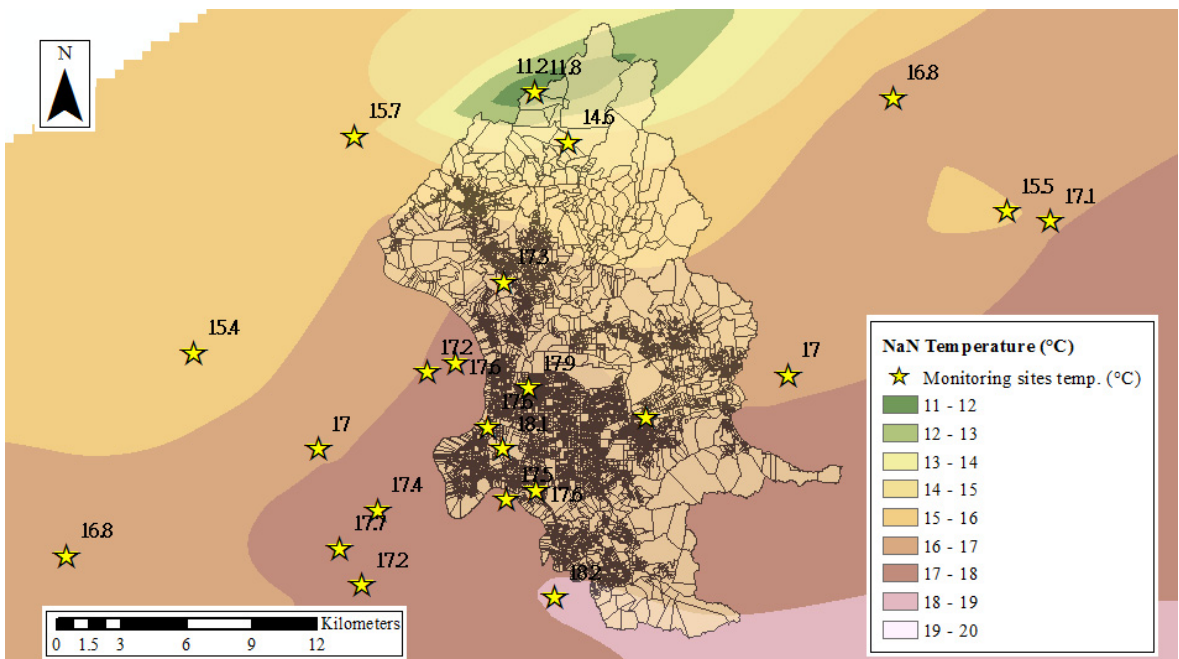 N
11.2 11.8
16.8
15.7
14.6
15.5
17.1
17.3
15.4
17.2
17.6
17.9
17
17.6
18.1
17
17.5
17.6
17.4
17.7
16.8
17.2
18.2
NaN Temperature (°C)
Monitoring sites temp. (°C)
11 - 12
12 - 13
13 - 14
14 - 15
15 - 16
16 - 17
17 - 18
18 - 19
19 - 20
Kilometers
0 1.5 3 6 9 12